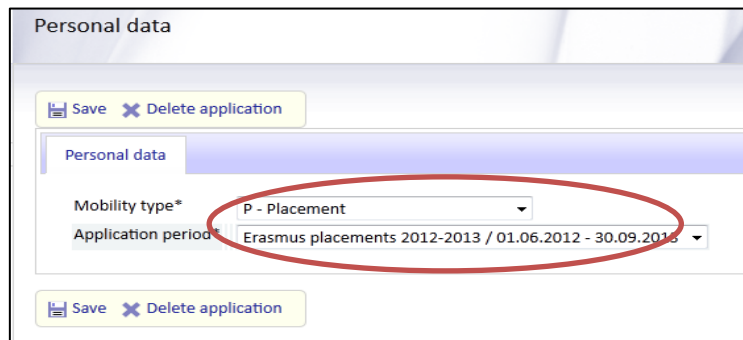 Personal data
Save Delete application
Personal data
Mobility type* P - Placement
Application period* Erasmus placements 2012-2013 / 01.06.2012 - 30.09.2013
Save Delete application